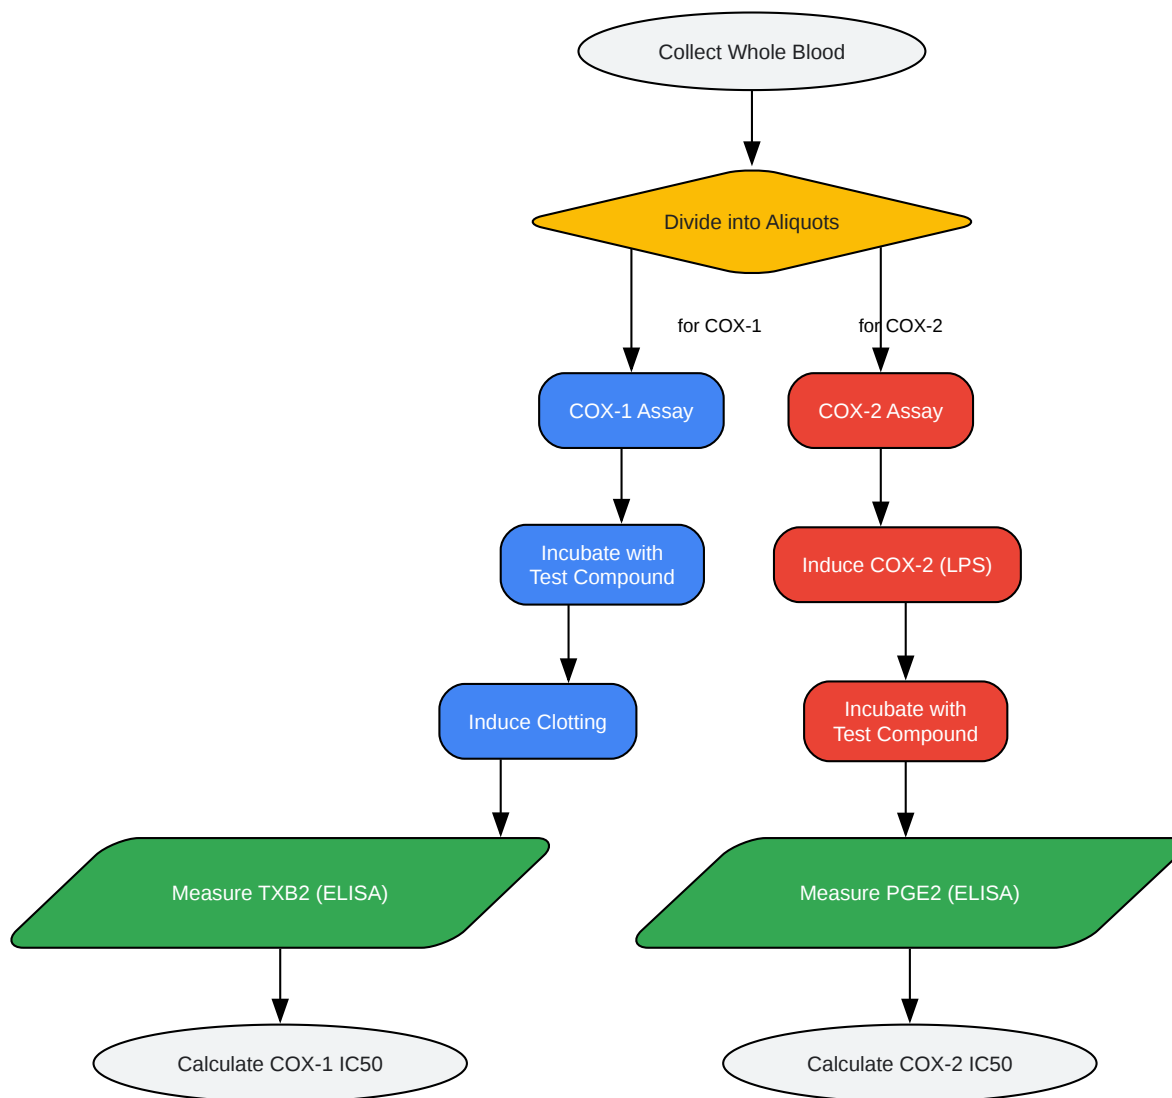 Collect Whole Blood
Divide into Aliquots
for COX-1
for COX-2
COX-1 Assay
COX-2 Assay
Incubate with
Test Compound
Induce COX-2 (LPS)
Induce Clotting
Incubate with
Test Compound
Measure TXB2 (ELISA)
Measure PGE2 (ELISA)
Calculate COX-1 IC50
Calculate COX-2 IC50